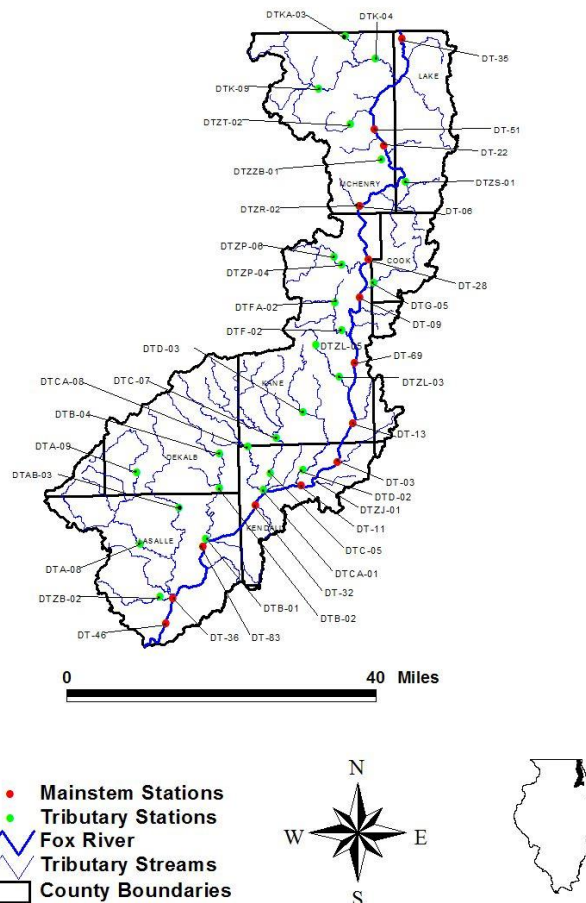 DTKA-03
DTK-04
DT-35
LAKE
DTK-09
DTZT-02
DT-51
DT-22
DTZZB-01
MCHENRY
DTZS-01
DTZR-02
DT-06
DTZP-06
COOK
DTZP-04
DT-28
DTG-05
DTFA-02
DT-09
DTF-02
DTZL-05
DTD-03
DT-69
DTCA-08
DTC-07
KANE
DTZL-03
DTB-04
DT-13
DTA-09
DEKALB
DT-03
DTAB-03
DTD-02
DTZJ-01
KENDALL
DT-11
LASALLE
DTC-05
DTA-08
DTCA-01
DT-32
DTZB-02
DTB-01
DTB-02
DT-46
DT-36
DT-83
0 40 Miles
Mainstem Stations
Tributary Stations
Fox River
Tributary Streams
County Boundaries
N
W E
S